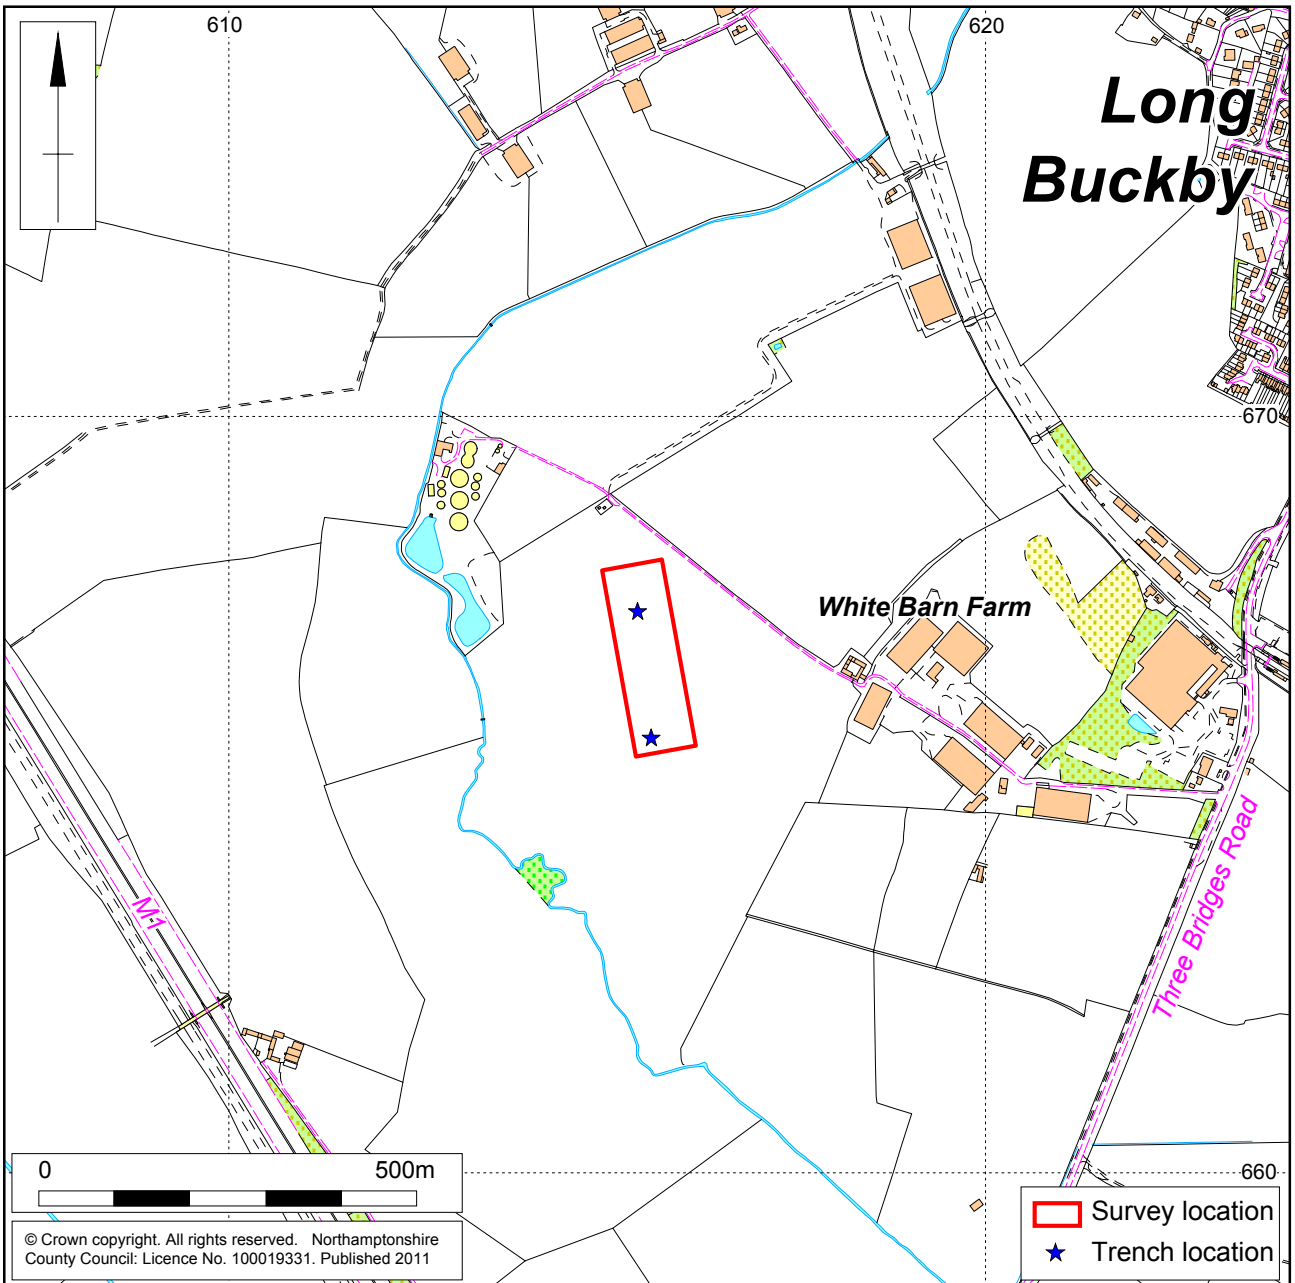 610
620
Long
Buckby
670
White Barn Farm
M1
Three Bridges Road
660
0 500m
© Crown copyright. All rights reserved. Northamptonshire
County Council: Licence No. 100019331. Published 2011
Survey location
Trench location